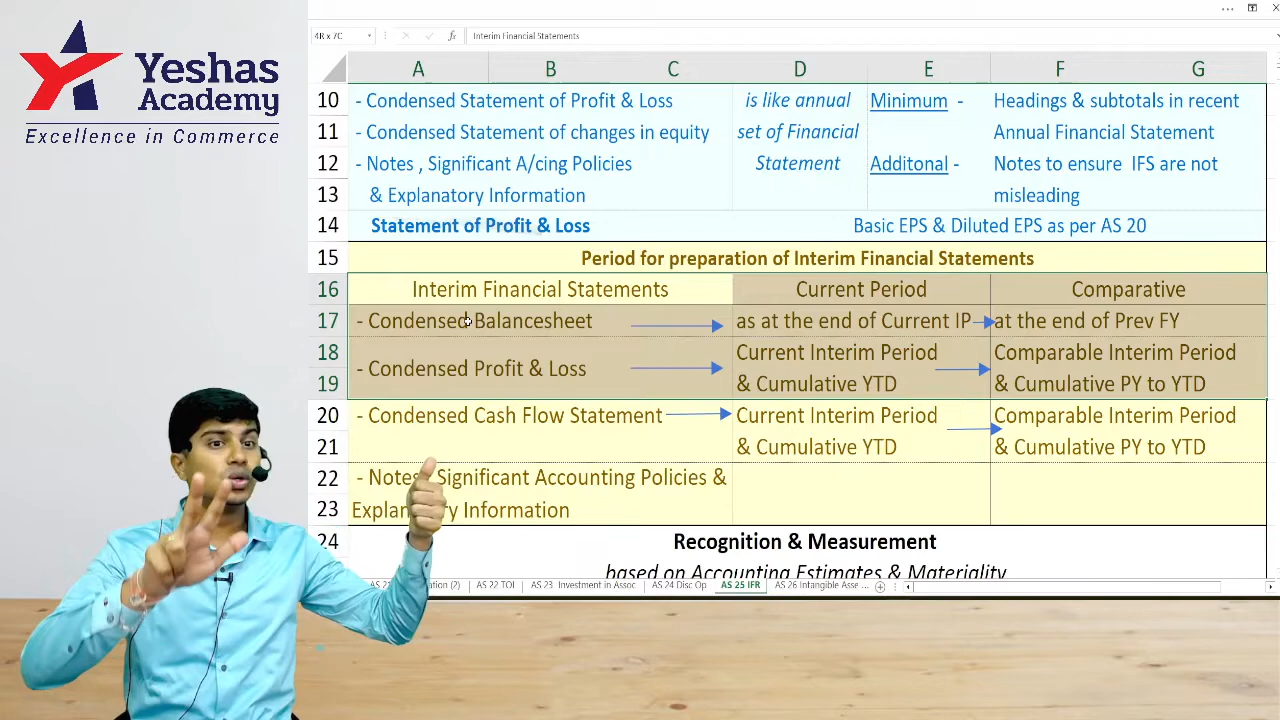 Yeshas
Academy
Excellence in Commerce
4R x 7C
fx
Interim Financial Statements
A B C D E F G
10 - Condensed Statement of Profit & Loss is like annual Minimum - Headings & subtotals in recent
11 - Condensed Statement of changes in equity set of Financial Annual Financial Statement
12 - Notes , Significant A/cing Policies Statement Additonal - Notes to ensure IFS are not
13 & Explanatory Information misleading
14 Statement of Profit & Loss Basic EPS & Diluted EPS as per AS 20
15 Period for preparation of Interim Financial Statements
16 Interim Financial Statements Current Period Comparative
17 - Condensed Balancesheet as at the end of Current IP at the end of Prev FY
18 Current Interim Period Comparable Interim Period
- Condensed Profit & Loss
19 & Cumulative YTD & Cumulative PY to YTD
20 - Condensed Cash Flow Statement Current Interim Period Comparable Interim Period
21 & Cumulative YTD & Cumulative PY to YTD
22 - Notes, Significant Accounting Policies &
23 Information
24 Recognition & Measurement
based on Accounting Estimates & Materiality
AS 22 TOI AS 23 Investment in Assoc AS 24 Disc Op AS 25 IFR AS 26 Intangible Asse ...